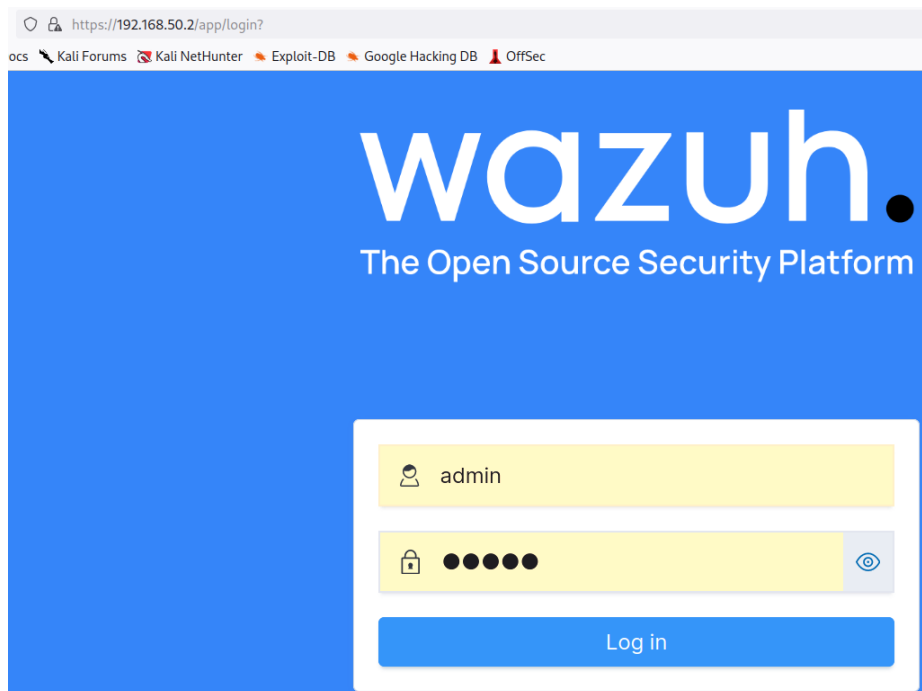 https://192.168.50.2/app/login?
ocs Kali Forums Kali NetHunter Exploit-DB Google Hacking DB OffSec
wazuh.
The Open Source Security Platform
admin
●●●●●
Log in